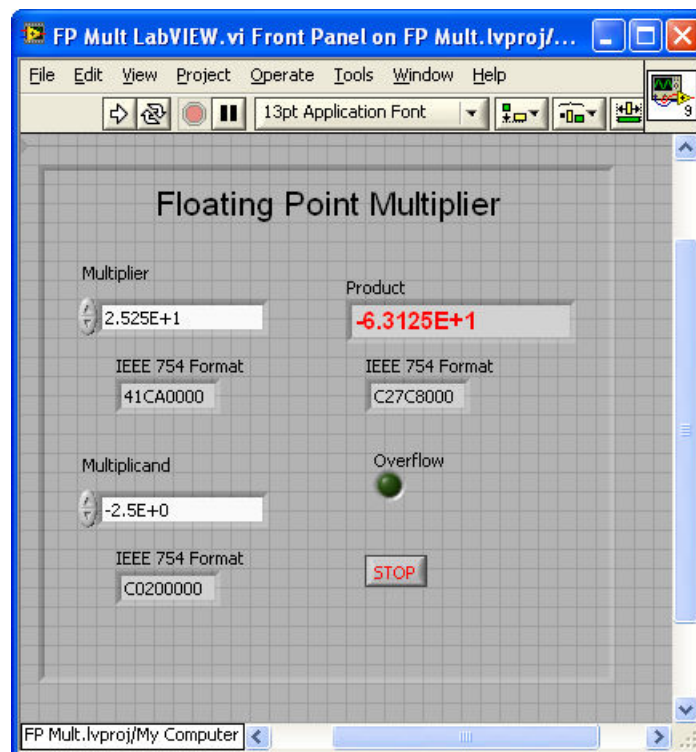 FP Mult LabVIEW.vi Front Panel on FP Mult.lvproj/...
File Edit View Project Operate Tools Window Help
13pt Application Font
9
Floating Point Multiplier
Multiplier
2.525E+1
Product
-6.3125E+1
IEEE 754 Format
41CA0000
IEEE 754 Format
C27C8000
Multiplicand
-2.5E+0
Overflow
IEEE 754 Format
C0200000
STOP
FP Mult.lvproj/My Computer